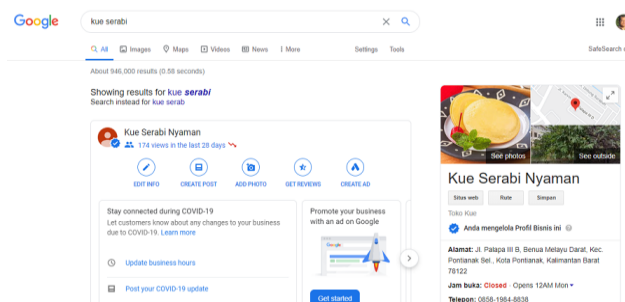 Google
kue serabi
All Images Maps Videos News More Settings Tools
SafeSearch
About 946,000 results (0.58 seconds)
Showing results for kue serabi
Search instead for kue serab
Kue Serabi Nyaman
174 views in the last 28 days
EDIT INFO CREATE POST ADD PHOTO GET REVIEWS CREATE AD
Stay connected during COVID-19
Let customers know about any changes to your business
due to COVID-19. Learn more
Update business hours
Post your COVID-19 update
Promote your business
with an ad on Google
Get started
See photos
See outside
Kue Serabi Nyaman
Situs web Rute Simpan
Toko Kue
Anda mengelola Profil Bisnis ini
Alamat: Jl. Palapa III B, Benua Melayu Darat, Kec.
Pontianak Sel., Kota Pontianak, Kalimantan Barat
78122
Jam buka: Closed · Opens 12AM Mon
Telepon: 0858-1984-8838